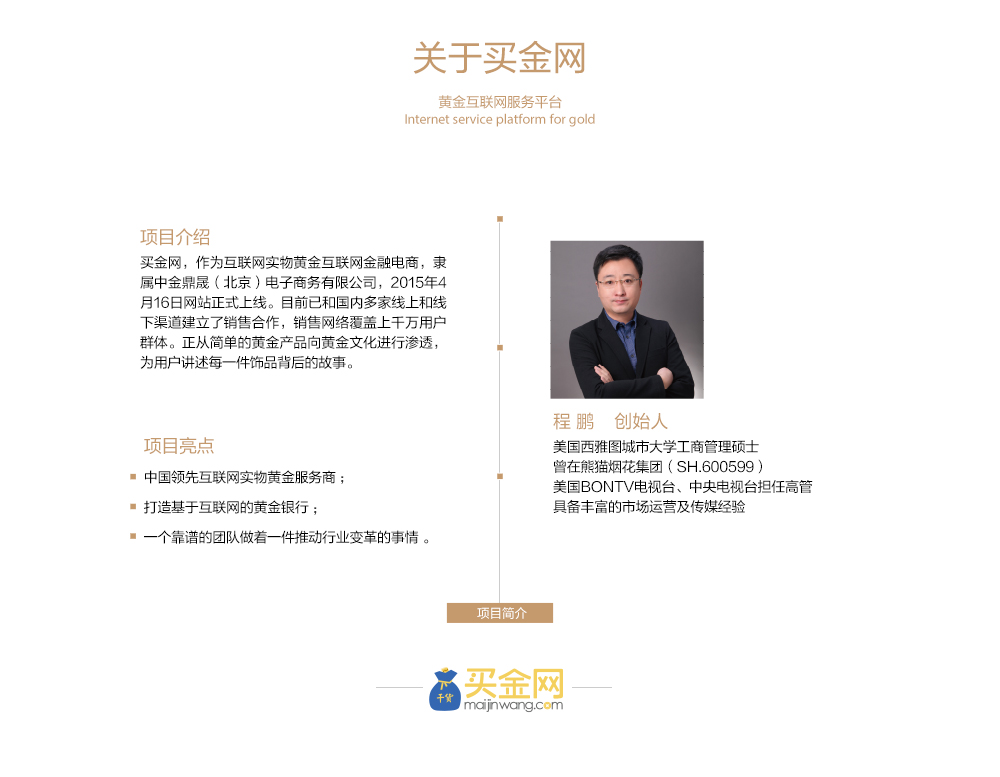 关于买金网
黄金互联网服务平台
Internet service platform for gold
项目介绍
买金网，作为互联网实物黄金互联网金融电商，隶
属中金鼎晟（北京）电子商务有限公司，2015年4
月16日网站正式上线。目前已和国内多家线上和线
下渠道建立了销售合作，销售网络覆盖上千万用户
群体。正从简单的黄金产品向黄金文化进行渗透，
为用户讲述每一件饰品背后的故事。
项目亮点
中国领先互联网实物黄金服务商；
打造基于互联网的黄金银行；
一个靠谱的团队做着一件推动行业变革的事情 。
程 鹏 创始人
美国西雅图城市大学工商管理硕士
曾在熊猫烟花集团（SH.600599）
美国BONTV电视台、中央电视台担任高管
具备丰富的市场运营及传媒经验
项目简介
干货
买金网
maijinwang.com